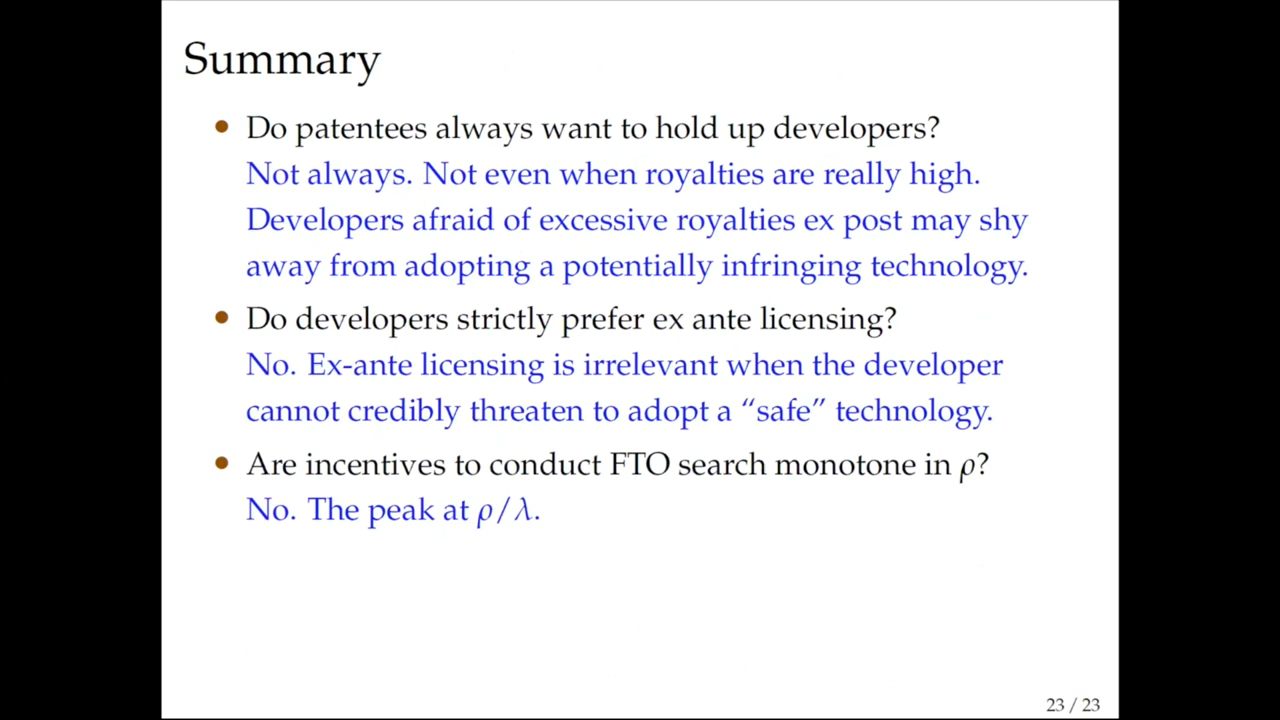 Summary
• Do patentees always want to hold up developers?
Not always. Not even when royalties are really high.
Developers afraid of excessive royalties ex post may shy
away from adopting a potentially infringing technology.
• Do developers strictly prefer ex ante licensing?
No. Ex-ante licensing is irrelevant when the developer
cannot credibly threaten to adopt a “safe” technology.
• Are incentives to conduct FTO search monotone in ρ?
No. The peak at ρ/λ.
23 / 23